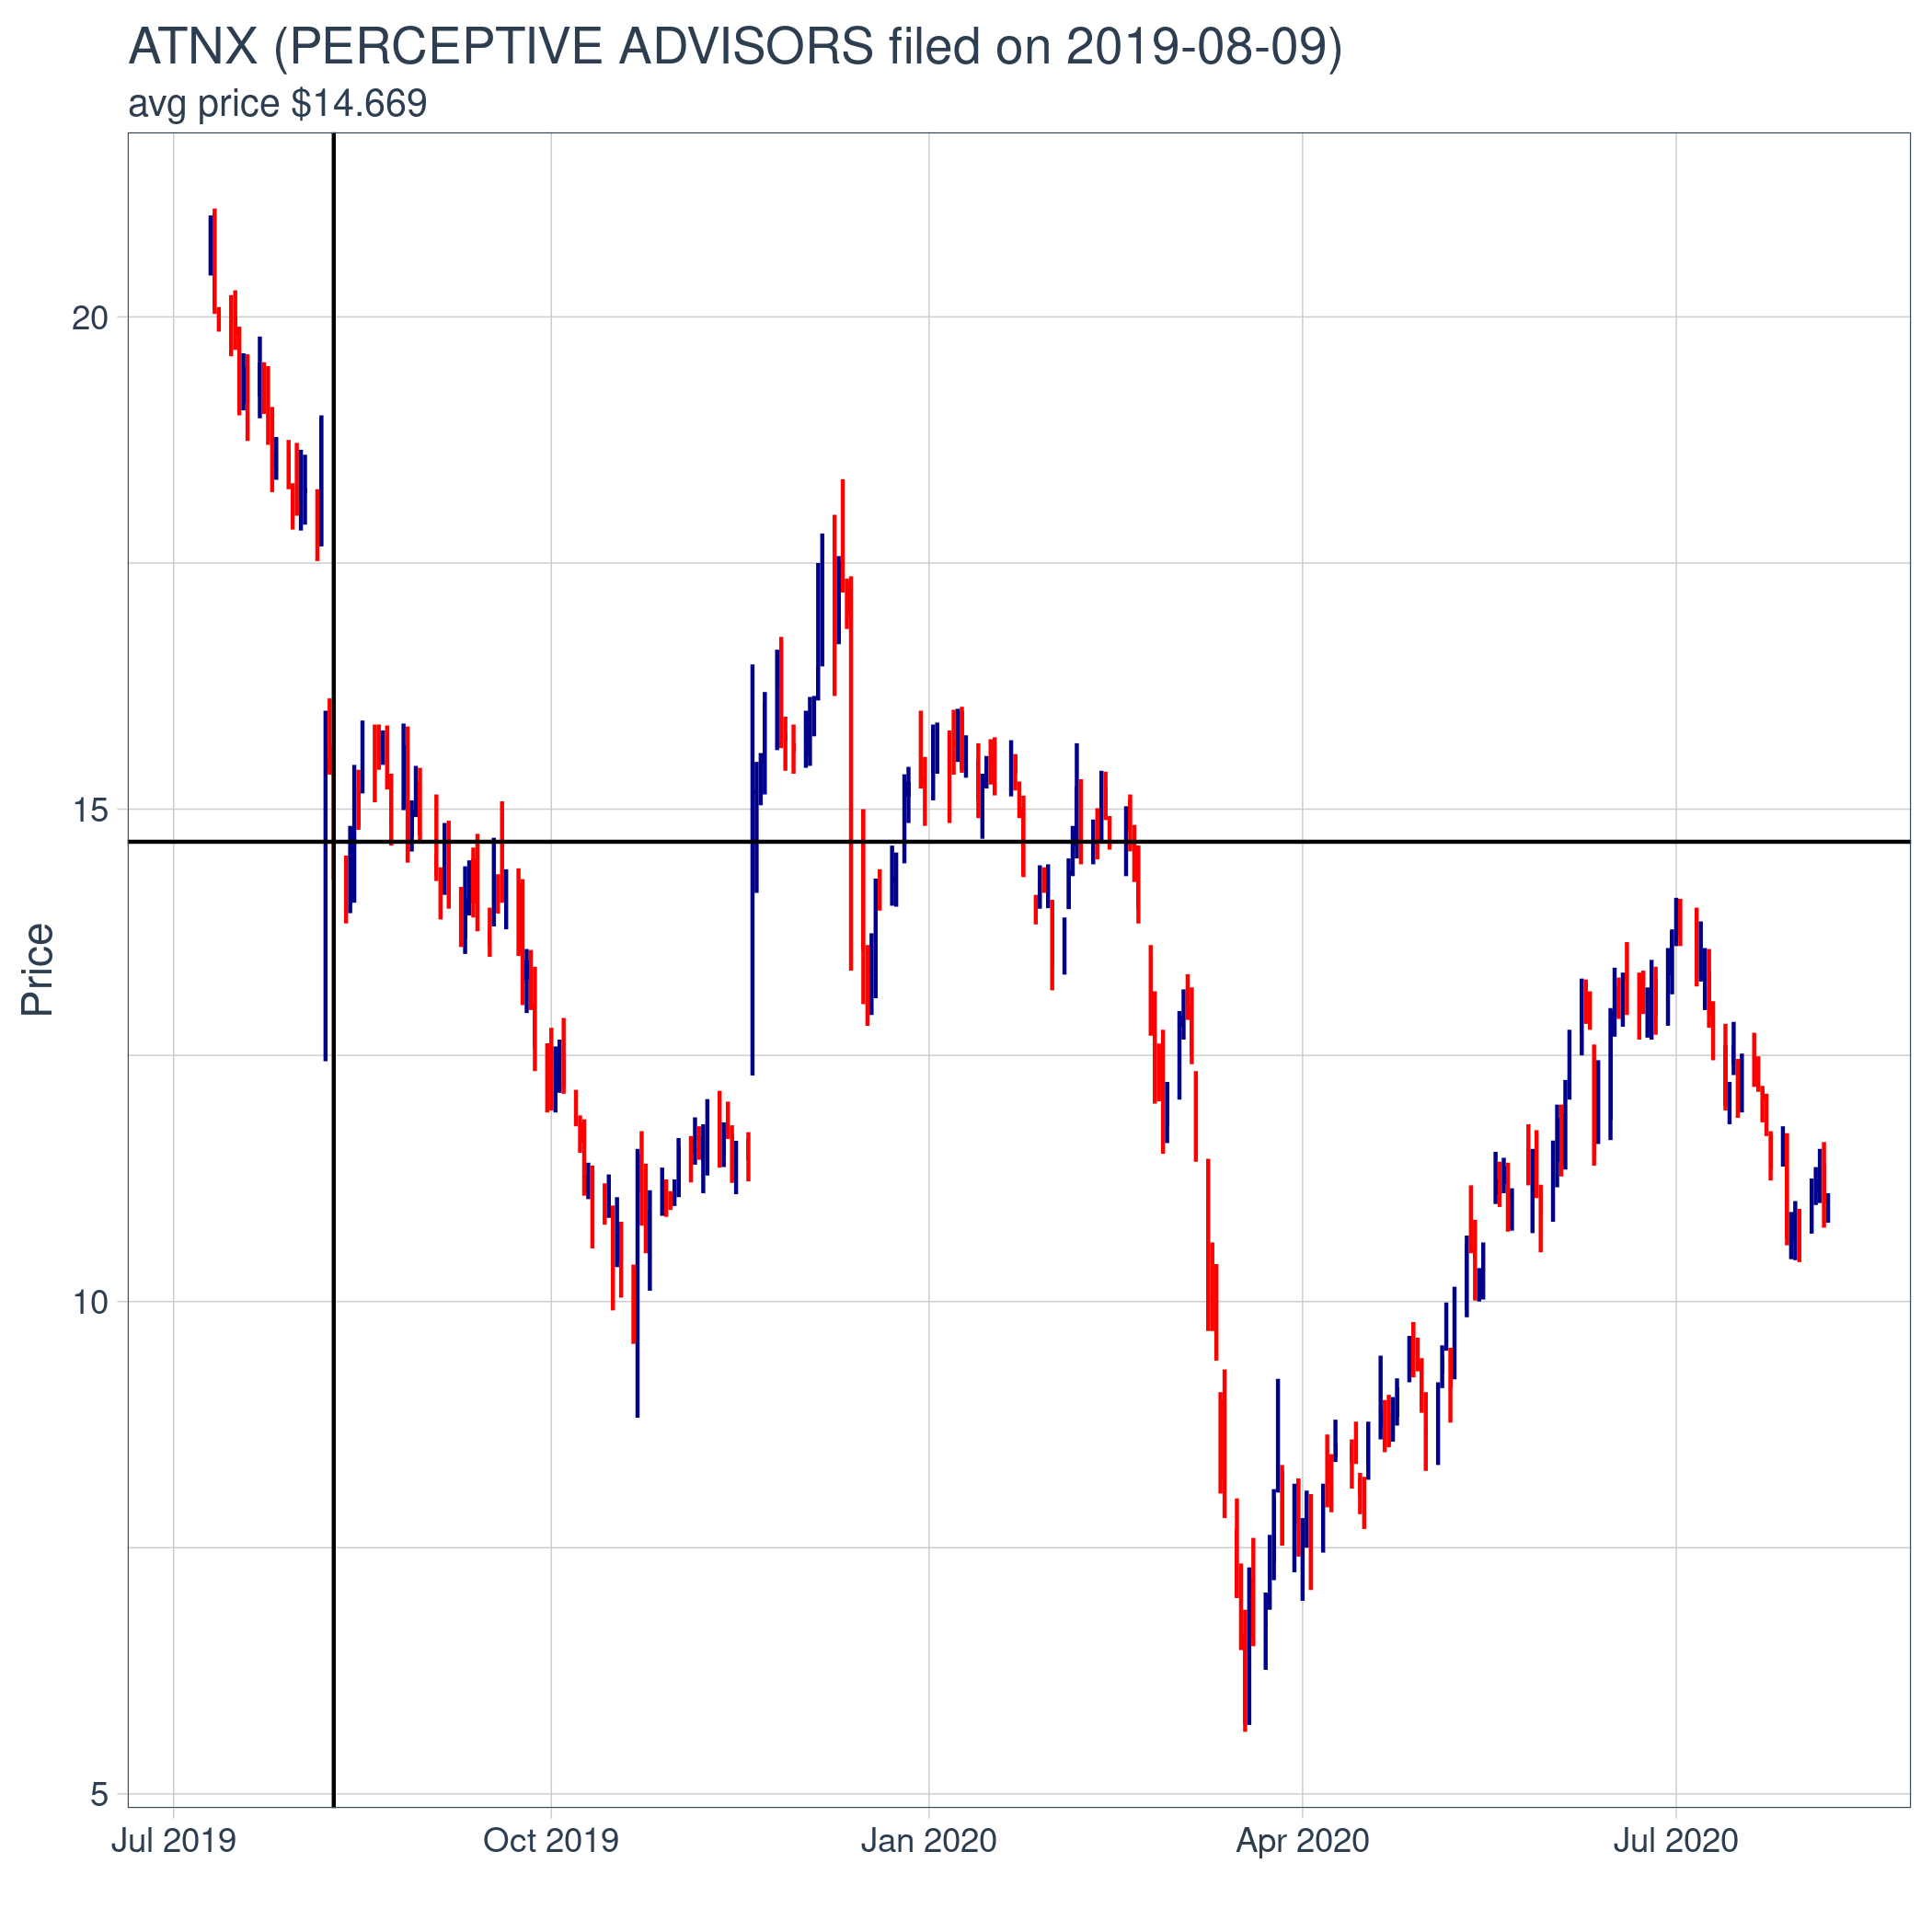 ATNX (PERCEPTIVE ADVISORS filed on 2019-08-09)
avg price $14.669
20
15
10
5
Price
Jul 2019 Oct 2019 Jan 2020 Apr 2020 Jul 2020